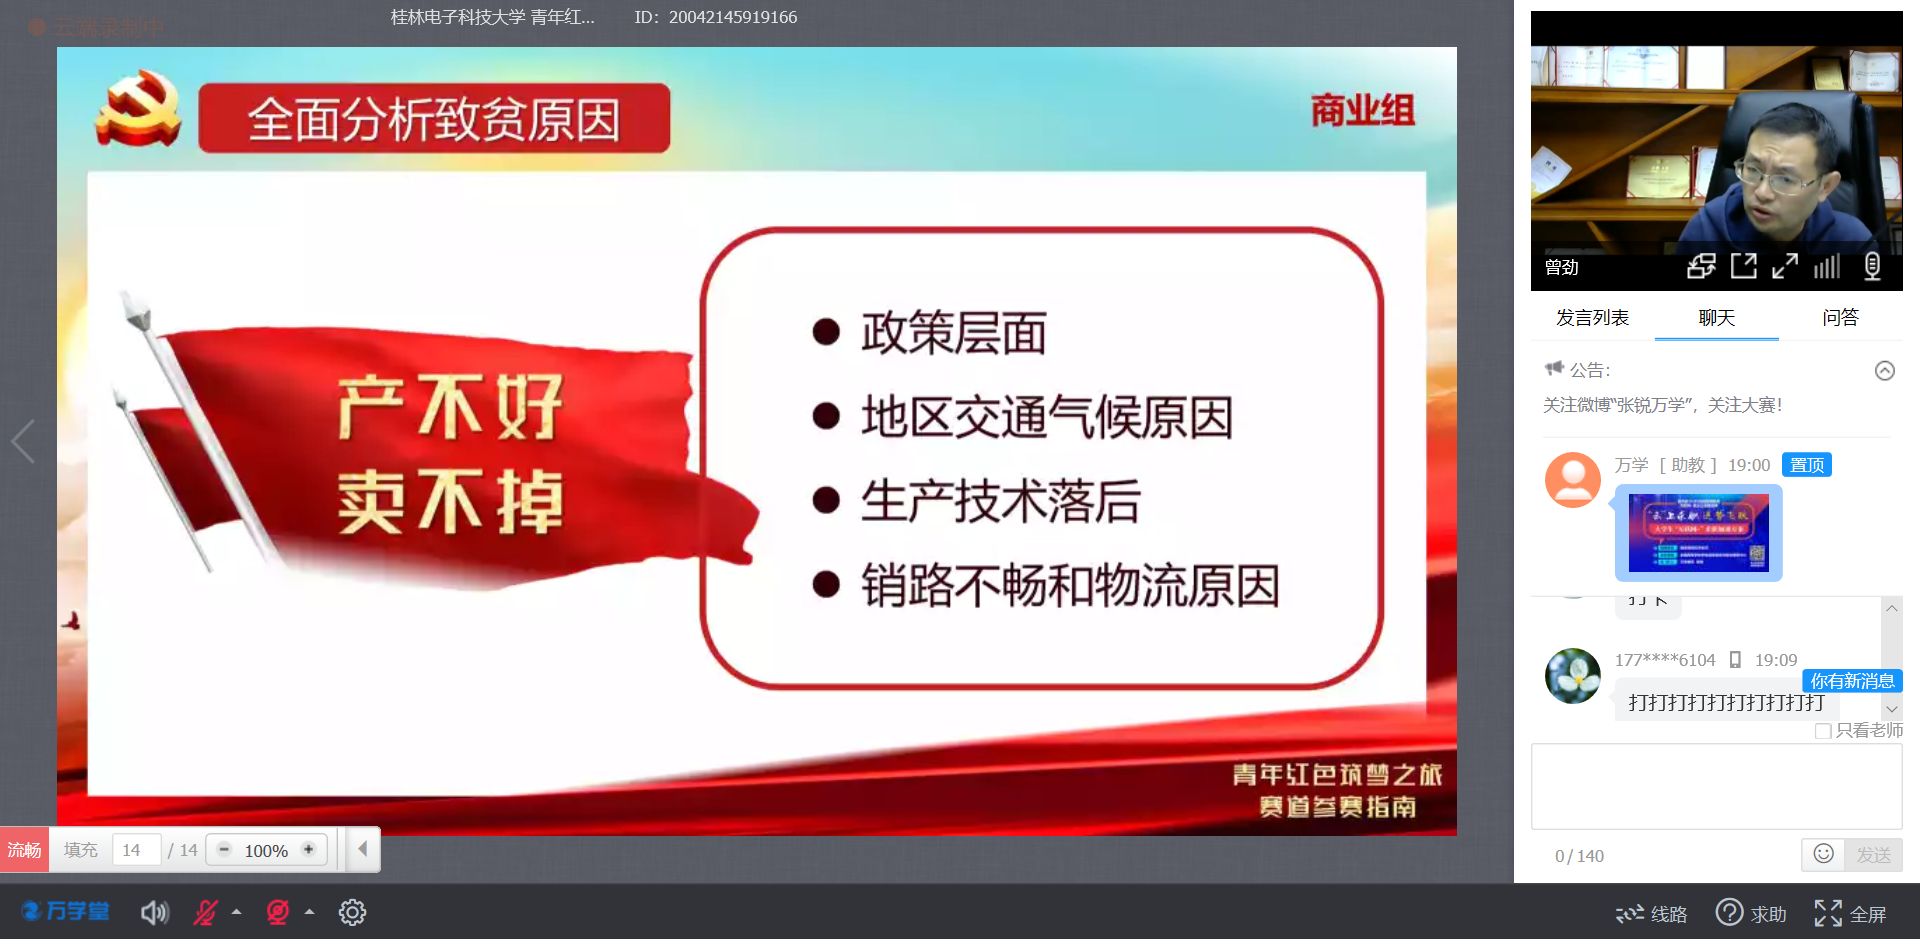 云端录制中
桂林电子科技大学 青年红... ID：20042145919166
全面分析致贫原因
商业组
产不好
卖不掉
● 政策层面
● 地区交通气候原因
● 生产技术落后
● 销路不畅和物流原因
青年红色筑梦之旅
赛道参赛指南
流畅 填充 14 / 14 100%
万学堂
曾劲
发言列表 聊天 问答
公告：
关注微博“张锐万学”，关注大赛！
万学 [ 助教 ] 19:00 置顶
打卡
177****6104 19:09
你有新消息
打打打打打打打打打打
只看老师
0 / 140 发送
线路 求助 全屏